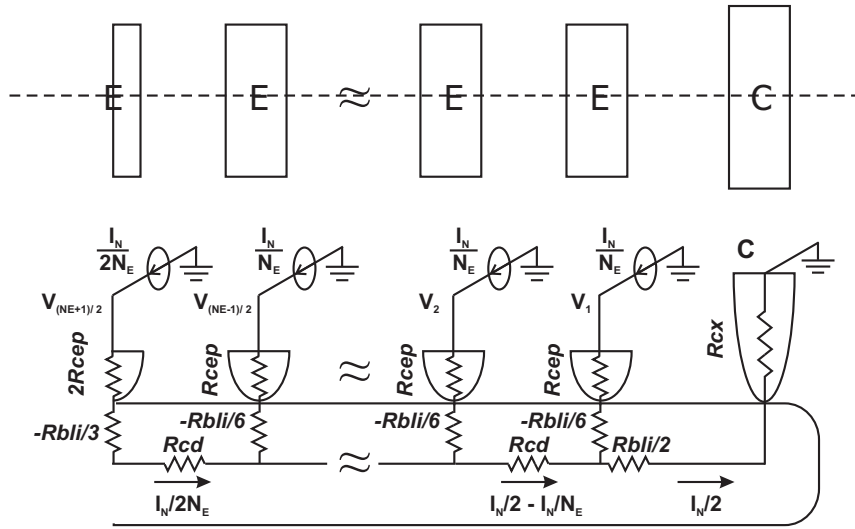 E E E E C
I_N/2N_E I_N/N_E I_N/N_E I_N/N_E C
V_(NE+1)/2 V_(NE-1)/2 V_2 V_1
2Rcep Rcep Rcep Rcep Rcx
-Rbli/3 -Rbli/6 -Rbli/6 -Rbli/6 Rbli/2
Rcd Rcd
I_N/2N_E I_N/2 - I_N/N_E I_N/2